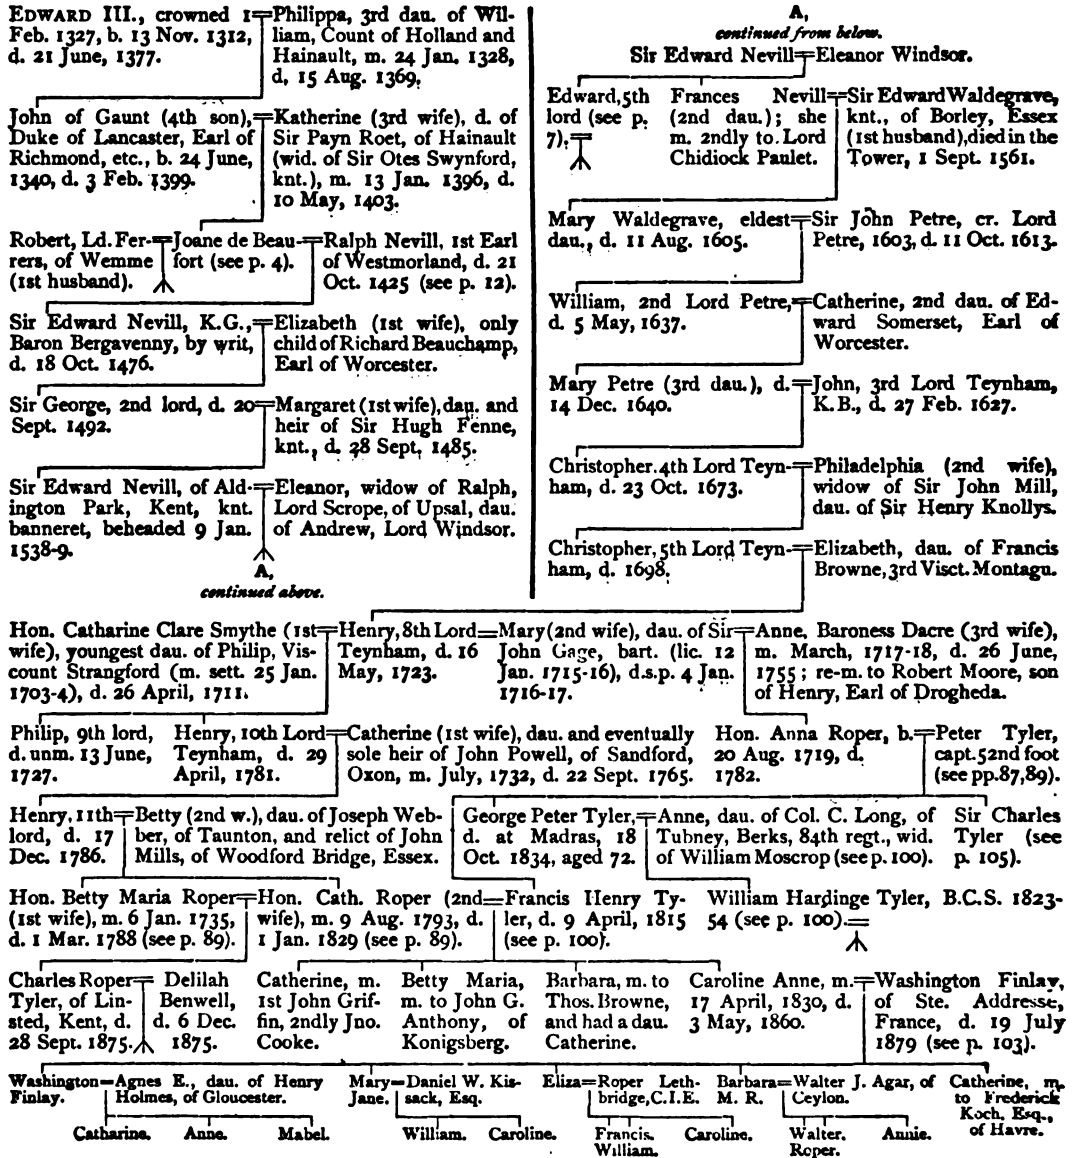 EDWARD III., crowned 1
Feb. 1327, b. 13 Nov. 1312,
d. 21 June, 1377.
Philippa, 3rd dau. of Wil-
liam, Count of Holland and
Hainault, m. 24 Jan. 1328,
d. 15 Aug. 1369.
John of Gaunt (4th son),
Duke of Lancaster, Earl of
Richmond, etc., b. 24 June,
1340, d. 3 Feb. 1399.
Katherine (3rd wife), d. of
Sir Payn Roet, of Hainault
(wid. of Sir Otes Swynford,
knt.), m. 13 Jan. 1396, d.
10 May, 1403.
Robert, Ld. Fer-
rers, of Wemme
(1st husband).
Joane de Beau-
fort (see p. 4).
Ralph Nevill, 1st Earl
of Westmorland, d. 21
Oct. 1425 (see p. 12).
Sir Edward Nevill, K.G.,
Baron Bergavenny, by writ,
d. 18 Oct. 1476.
Elizabeth (1st wife), only
child of Richard Beauchamp,
Earl of Worcester.
Sir George, 2nd lord, d. 20
Sept. 1492.
Margaret (1st wife), dau. and
heir of Sir Hugh Fenne,
knt., d. 28 Sept. 1485.
Sir Edward Nevill, of Ald-
ington Park, Kent, knt.
banneret, beheaded 9 Jan.
1538-9.
Eleanor, widow of Ralph,
Lord Scrope, of Upsal, dau.
of Andrew, Lord Windsor.
A,
continued above.
A,
continued from below.
Sir Edward Nevill=Eleanor Windsor.
Edward, 5th
lord (see p.
7).
Frances Nevill
(2nd dau.); she
m. 2ndly to Lord
Chidiock Paulet.
Sir Edward Waldegrave,
knt., of Borley, Essex
(1st husband), died in the
Tower, 1 Sept. 1561.
Mary Waldegrave, eldest
dau., d. 11 Aug. 1605.
Sir John Petre, cr. Lord
Petre, 1603, d. 11 Oct. 1613.
William, 2nd Lord Petre,
d. 5 May, 1637.
Catherine, 2nd dau. of Ed-
ward Somerset, Earl of
Worcester.
Mary Petre (3rd dau.), d.
14 Dec. 1640.
John, 3rd Lord Teynham,
K.B., d. 27 Feb. 1627.
Christopher, 4th Lord Teyn-
ham, d. 23 Oct. 1673.
Philadelphia (2nd wife),
widow of Sir John Mill,
dau. of Sir Henry Knollys.
Christopher, 5th Lord Teyn-
ham, d. 1698.
Elizabeth, dau. of Francis
Browne, 3rd Visct. Montagu.
Hon. Catharine Clare Smythe (1st
wife), youngest dau. of Philip, Vis-
count Strangford (m. sett. 25 Jan.
1703-4), d. 26 April, 1711.
Henry, 8th Lord
Teynham, d. 16
May, 1723.
Mary (2nd wife), dau. of Sir
John Gage, bart. (lic. 12
Jan. 1715-16), d.s.p. 4 Jan.
1716-17.
Anne, Baroness Dacre (3rd wife),
m. March, 1717-18, d. 26 June,
1755; re-m. to Robert Moore, son
of Henry, Earl of Drogheda.
Philip, 9th lord,
d. unm. 13 June,
1727.
Henry, 10th Lord
Teynham, d. 29
April, 1781.
Catherine (1st wife), dau. and eventually
sole heir of John Powell, of Sandford,
Oxon, m. July, 1732, d. 22 Sept. 1765.
Hon. Anna Roper, b.
20 Aug. 1719, d.
1782.
Peter Tyler,
capt. 52nd foot
(see pp. 87, 89).
Henry, 11th
lord, d. 17
Dec. 1786.
Betty (2nd w.), dau. of Joseph Web-
ber, of Taunton, and relict of John
Mills, of Woodford Bridge, Essex.
George Peter Tyler,
d. at Madras, 18
Oct. 1834, aged 72.
Anne, dau. of Col. C. Long, of
Tubney, Berks, 84th regt., wid.
of William Moscrop (see p. 100).
Sir Charles
Tyler (see
p. 105).
Hon. Betty Maria Roper
(1st wife), m. 6 Jan. 1735,
d. 1 Mar. 1788 (see p. 89).
Hon. Cath. Roper (2nd
wife), m. 9 Aug. 1793, d.
1 Jan. 1829 (see p. 89).
Francis Henry Ty-
ler, d. 9 April, 1815
(see p. 100).
William Hardinge Tyler, B.C.S. 1823-
54 (see p. 100).
Charles Roper
Tyler, of Lin-
sted, Kent, d.
28 Sept. 1875.
Delilah
Benwell,
d. 6 Dec.
1875.
Catherine, m.
1st John Grif-
fin, 2ndly Jno.
Cooke.
Betty Maria,
m. to John G.
Anthony, of
Konigsberg.
Barbara, m. to
Thos. Browne,
and had a dau.
Catherine.
Caroline Anne, m.
17 April, 1830, d.
3 May, 1860.
Washington Finlay,
of Ste. Addresse,
France, d. 19 July
1879 (see p. 103).
Washington
Finlay.
Agnes E., dau. of Henry
Holmes, of Gloucester.
Mary
Jane.
Daniel W. Kis-
sack, Esq.
Eliza
Roper Leth-
bridge, C.I.E.
Barbara
M. R.
Walter J. Agar, of
Ceylon.
Catherine, m.
to Frederick
Koch, Esq.,
of Havre.
Catharine. Anne. Mabel.
William. Caroline.
Francis.
William.
Caroline.
Walter.
Roper.
Annie.